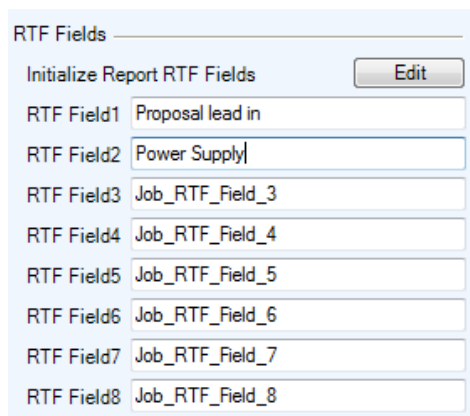 RTF Fields
Initialize Report RTF Fields Edit
RTF Field1 Proposal lead in
RTF Field2 Power Supply
RTF Field3 Job_RTF_Field_3
RTF Field4 Job_RTF_Field_4
RTF Field5 Job_RTF_Field_5
RTF Field6 Job_RTF_Field_6
RTF Field7 Job_RTF_Field_7
RTF Field8 Job_RTF_Field_8